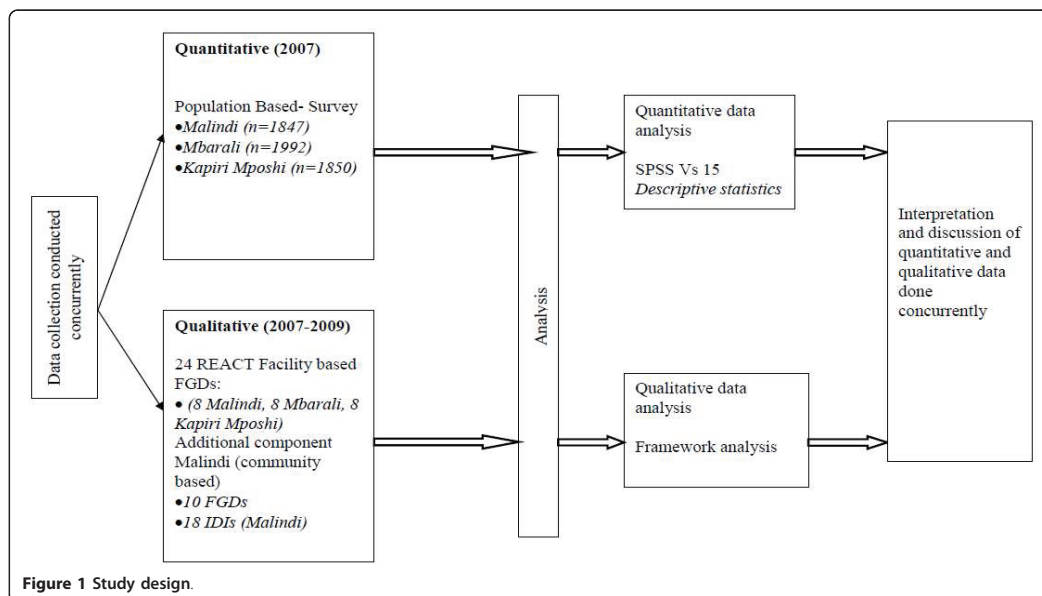 Data collection conducted
concurrently
Quantitative (2007)
Population Based- Survey
•Malindi (n=1847)
•Mbarali (n=1992)
•Kapiri Mposhi (n=1850)
Qualitative (2007-2009)
24 REACT Facility based
FGDs:
• (8 Malindi, 8 Mbarali, 8
Kapiri Mposhi)
Additional component
Malindi (community
based)
•10 FGDs
•18 IDIs (Malindi)
Analysis
Quantitative data
analysis
SPSS Vs 15
Descriptive statistics
Qualitative data
analysis
Framework analysis
Interpretation
and discussion of
quantitative and
qualitative data
done
concurrently
Figure 1 Study design.